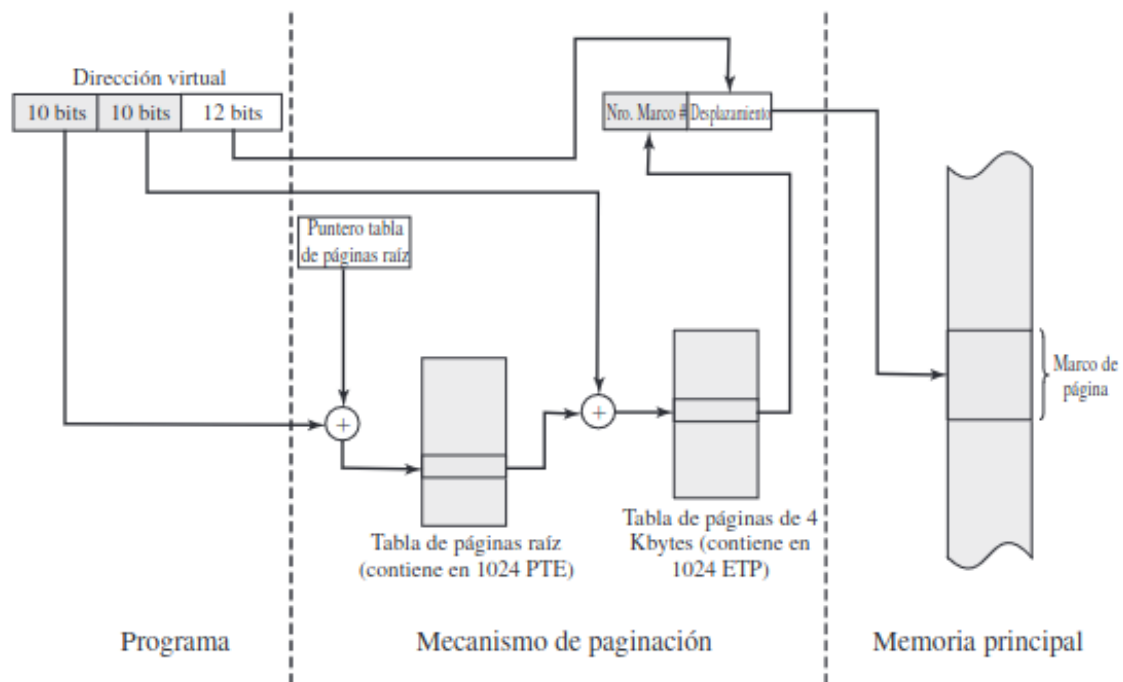 Dirección virtual
10 bits
10 bits
12 bits
Nro. Marco #
Desplazamiento
Puntero tabla
de páginas raíz
+
+
Marco de
página
Tabla de páginas raíz
(contiene en 1024 PTE)
Tabla de páginas de 4
Kbytes (contiene en
1024 ETP)
Programa
Mecanismo de paginación
Memoria principal